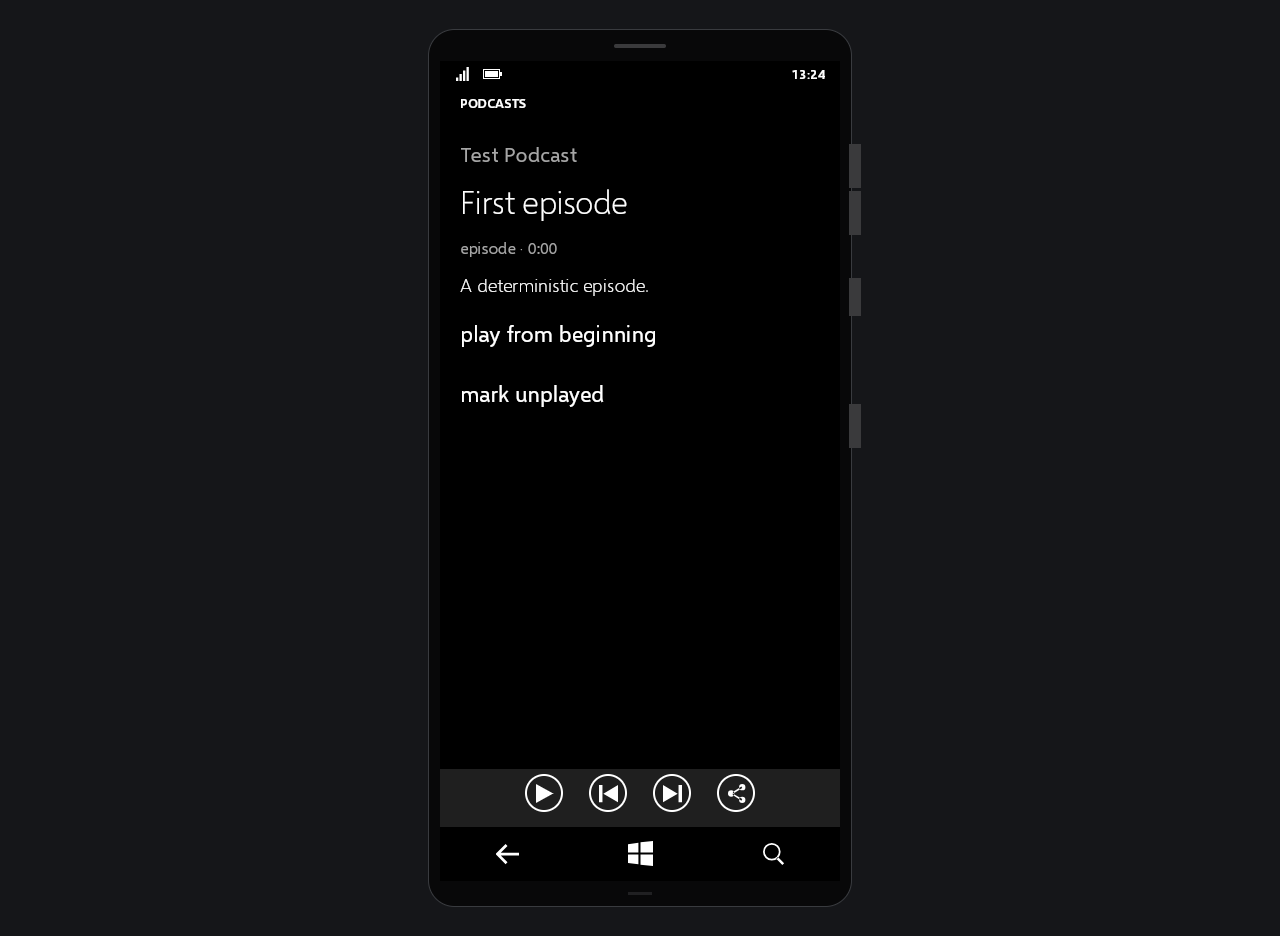 13:24
PODCASTS
Test Podcast
First episode
episode · 0:00
A deterministic episode.
play from beginning
mark unplayed